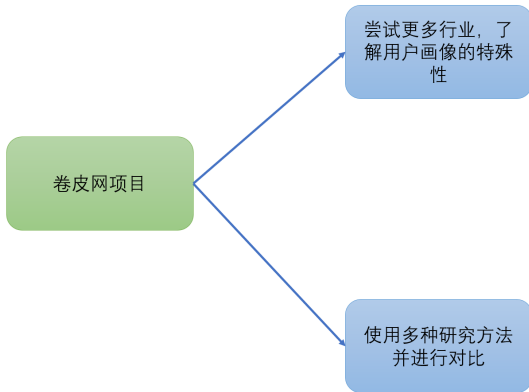 尝试更多行业，了
解用户画像的特殊
性
卷皮网项目
使用多种研究方法
并进行对比